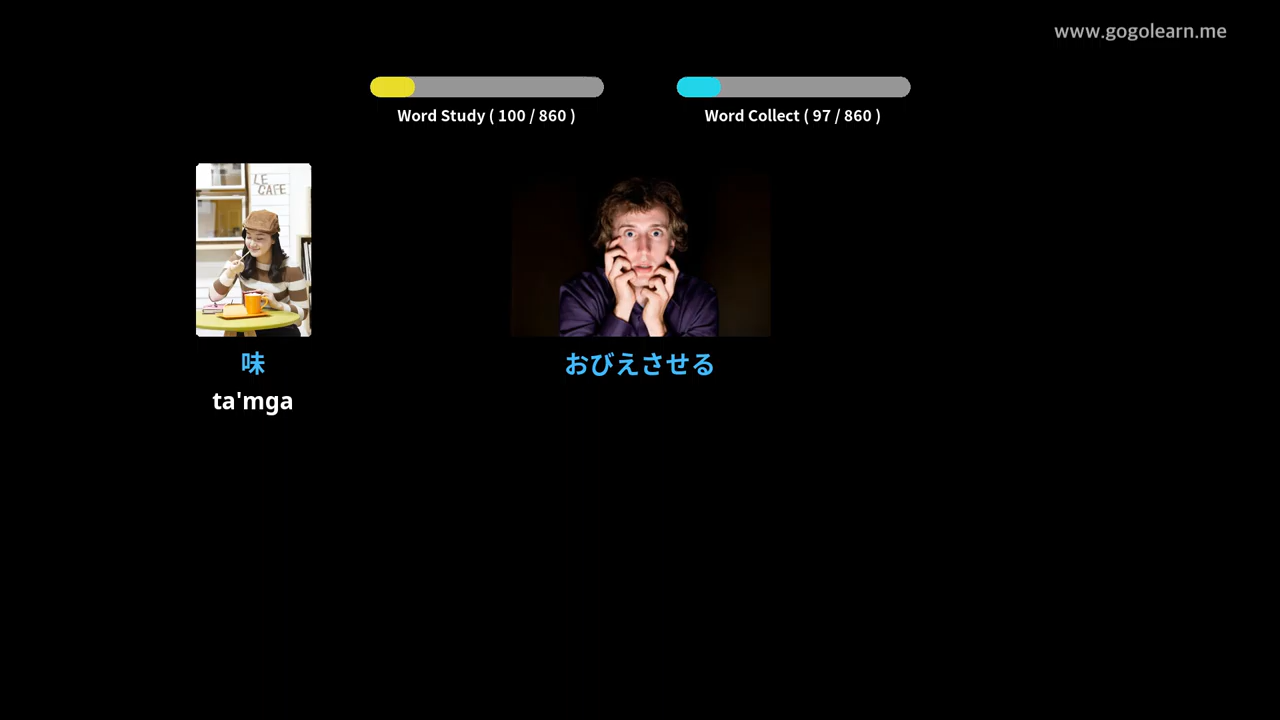 www.gogolearn.me
Word Study ( 100 / 860 )
Word Collect ( 97 / 860 )
LE
CAFE
味
おびえさせる
ta'mga